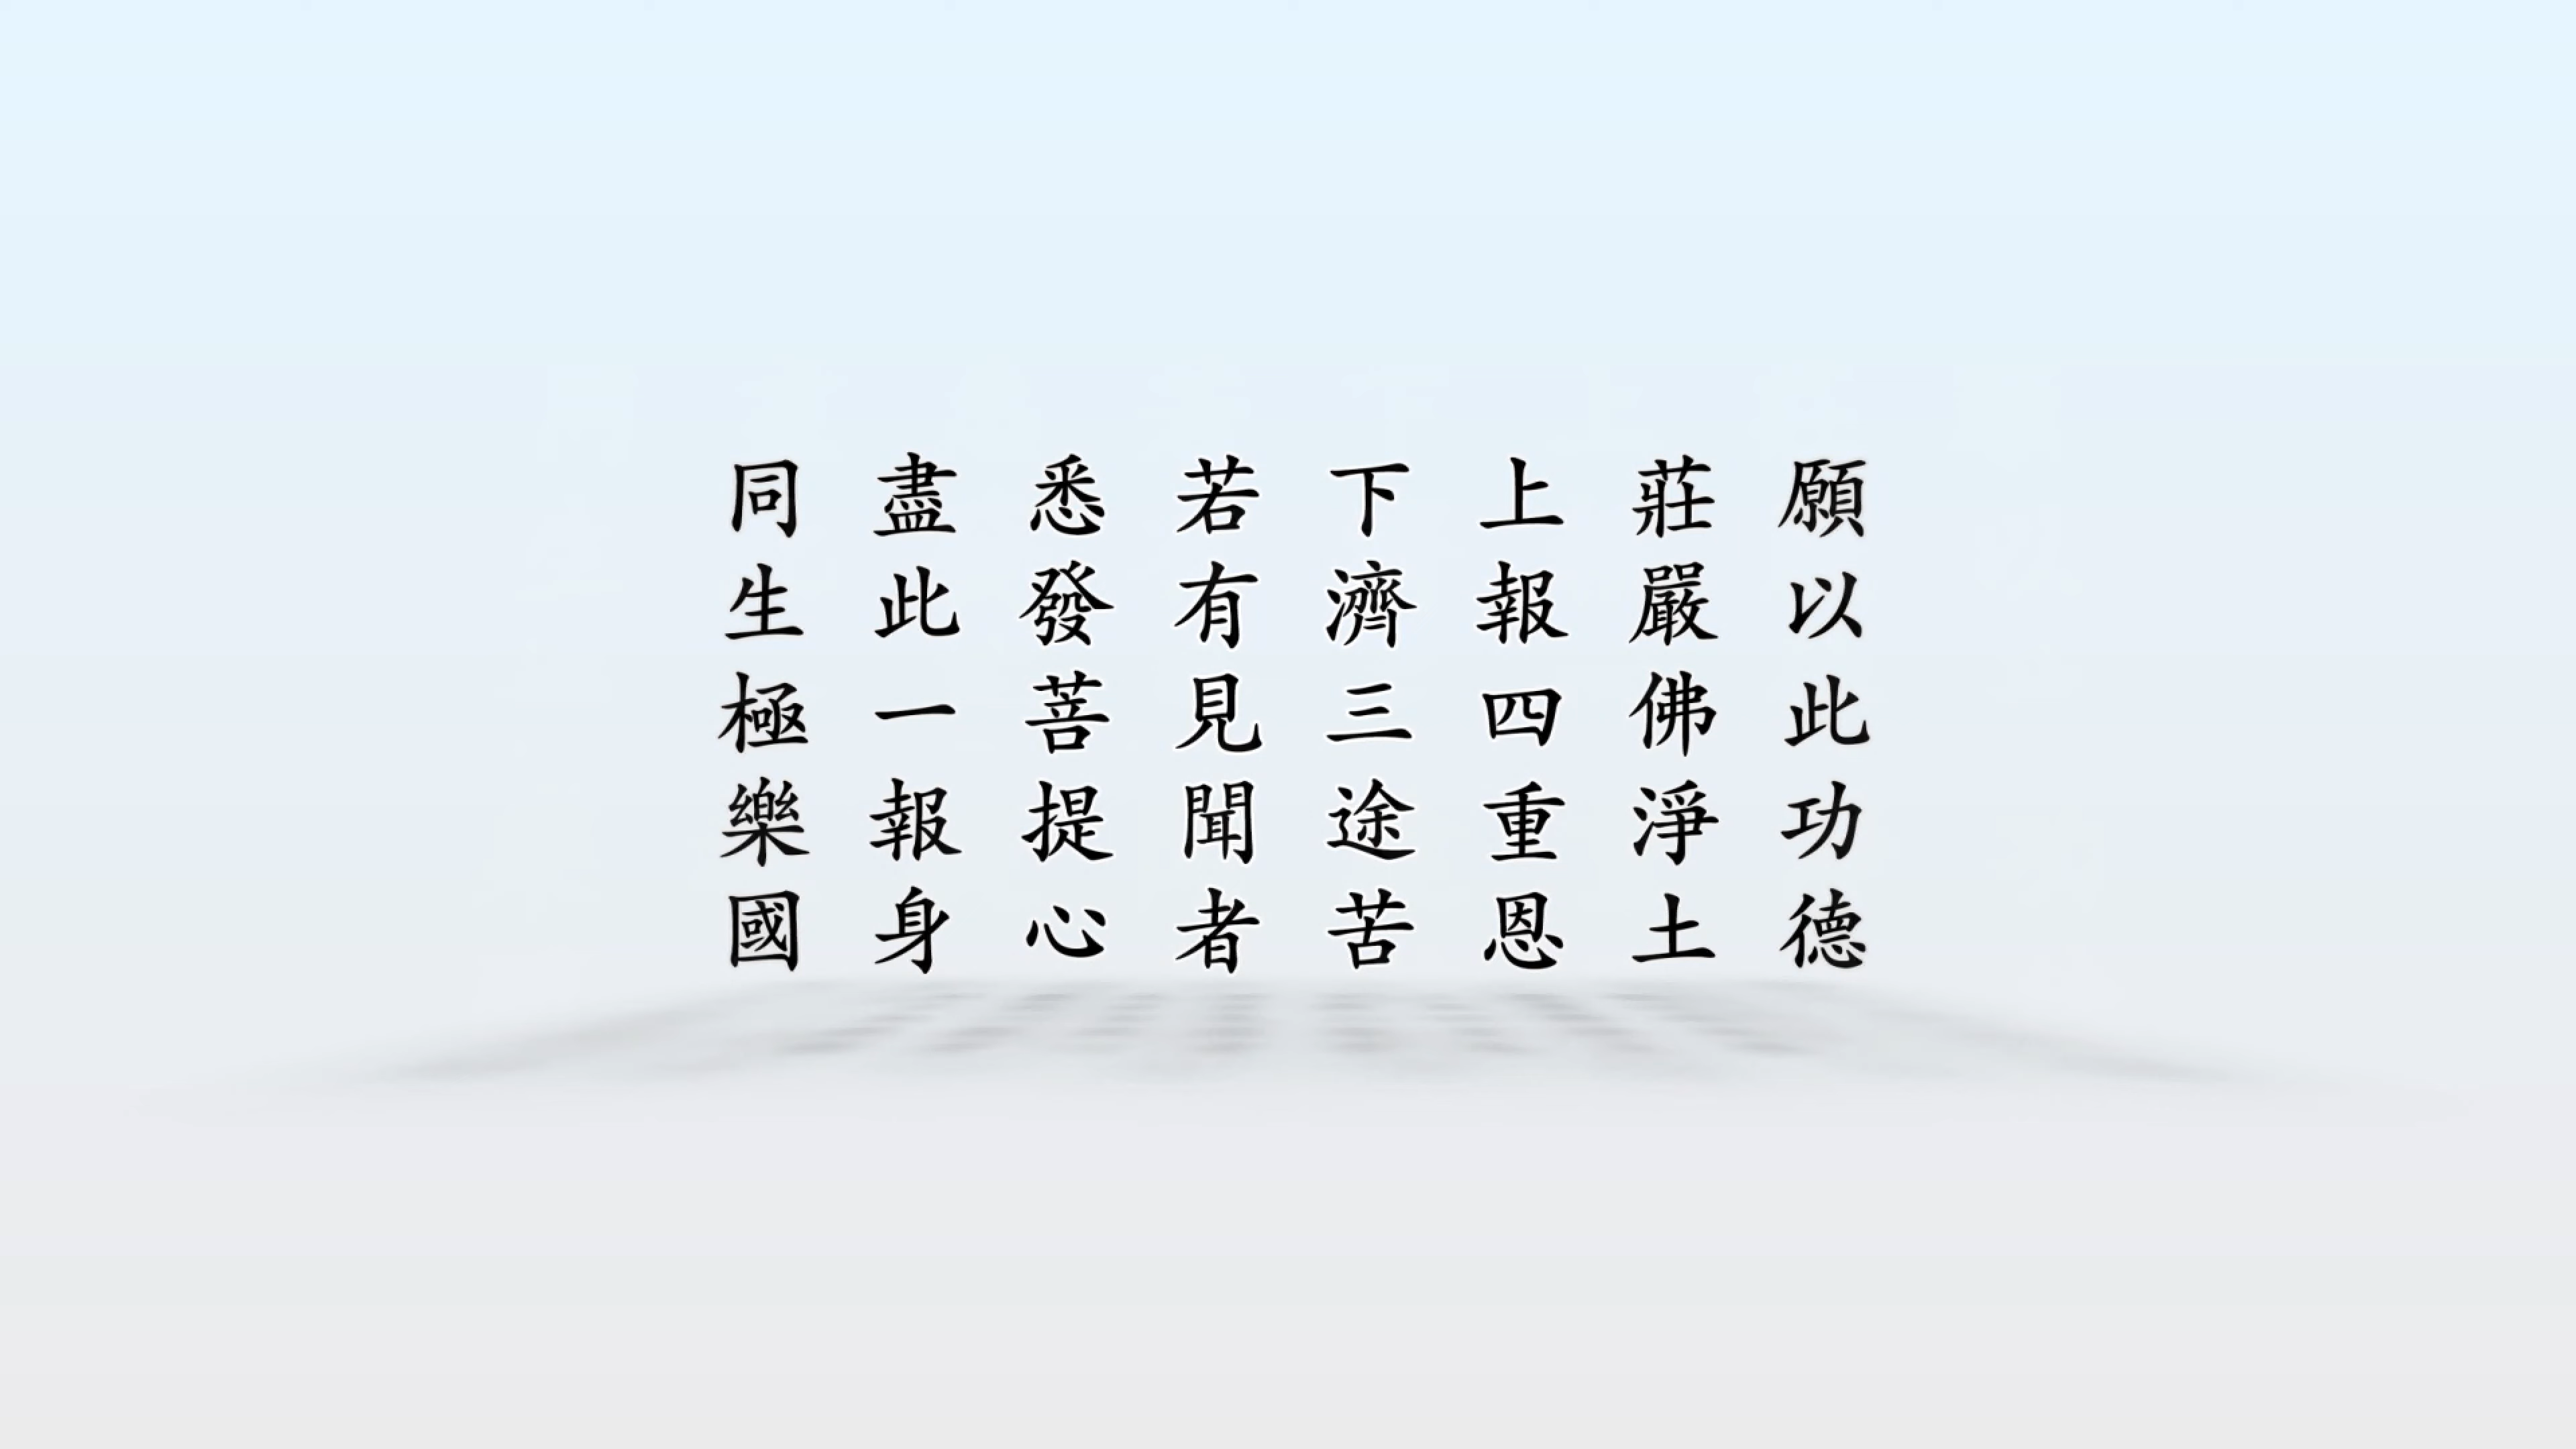 願以此功德
莊嚴佛淨土
上報四重恩
下濟三途苦
若有見聞者
悉發菩提心
盡此一報身
同生極樂國